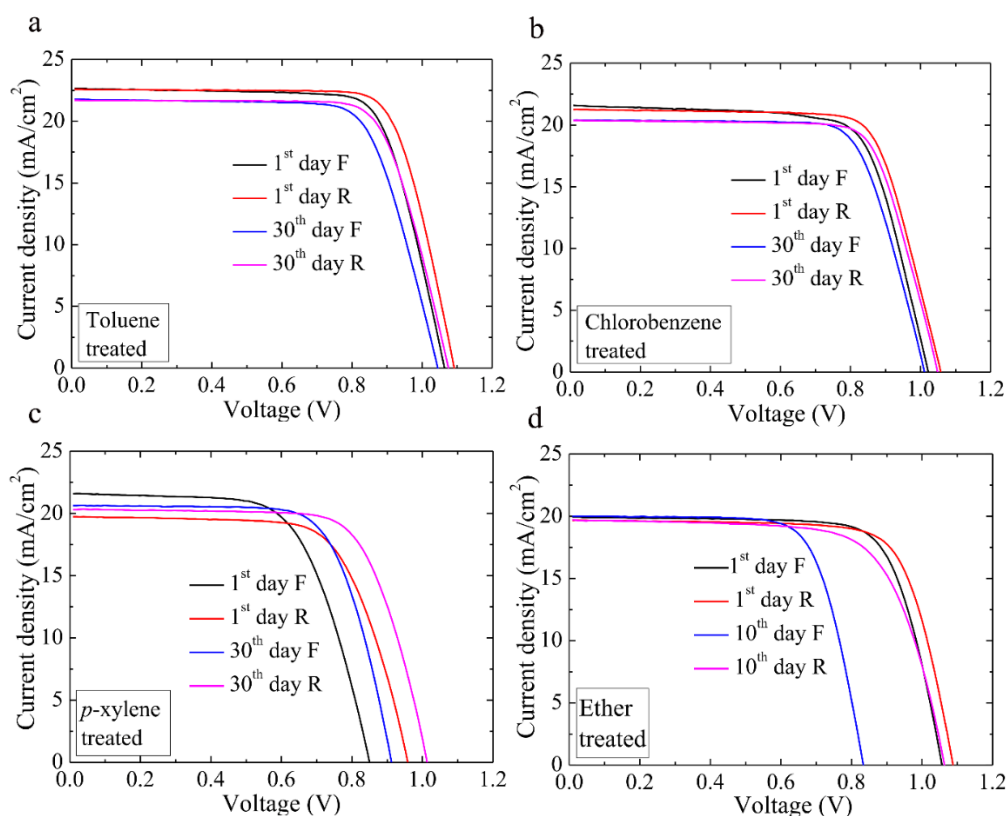 a
Current density (mA/cm²)
25
20
15
10
5
0
1st day F
1st day R
30th day F
30th day R
Toluene
treated
0.0 0.2 0.4 0.6 0.8 1.0 1.2
Voltage (V)
b
Current density (mA/cm²)
25
20
15
10
5
0
1st day F
1st day R
30th day F
30th day R
Chlorobenzene
treated
0.0 0.2 0.4 0.6 0.8 1.0 1.2
Voltage (V)
c
Current density (mA/cm²)
25
20
15
10
5
0
1st day F
1st day R
30th day F
30th day R
p-xylene
treated
0.0 0.2 0.4 0.6 0.8 1.0 1.2
Voltage (V)
d
Current density (mA/cm²)
25
20
15
10
5
0
1st day F
1st day R
10th day F
10th day R
Ether
treated
0.0 0.2 0.4 0.6 0.8 1.0 1.2
Voltage (V)